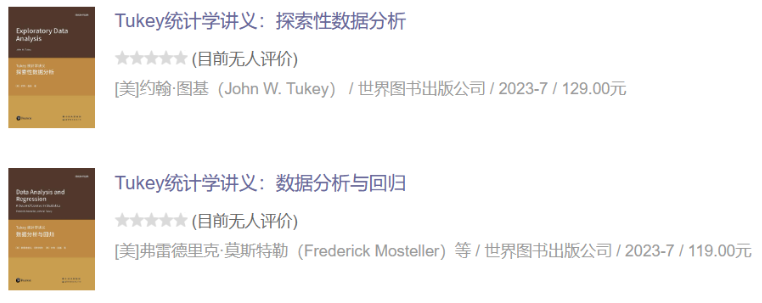 Tukey统计学讲义：探索性数据分析
(目前无人评价)
[美]约翰·图基（John W. Tukey） / 世界图书出版公司 / 2023-7 / 129.00元
Exploratory Data
Analysis
探索性数据分析
Tukey统计学讲义：数据分析与回归
(目前无人评价)
[美]弗雷德里克·莫斯特勒（Frederick Mosteller）等 / 世界图书出版公司 / 2023-7 / 119.00元
Data Analysis and
Regression
数据分析与回归